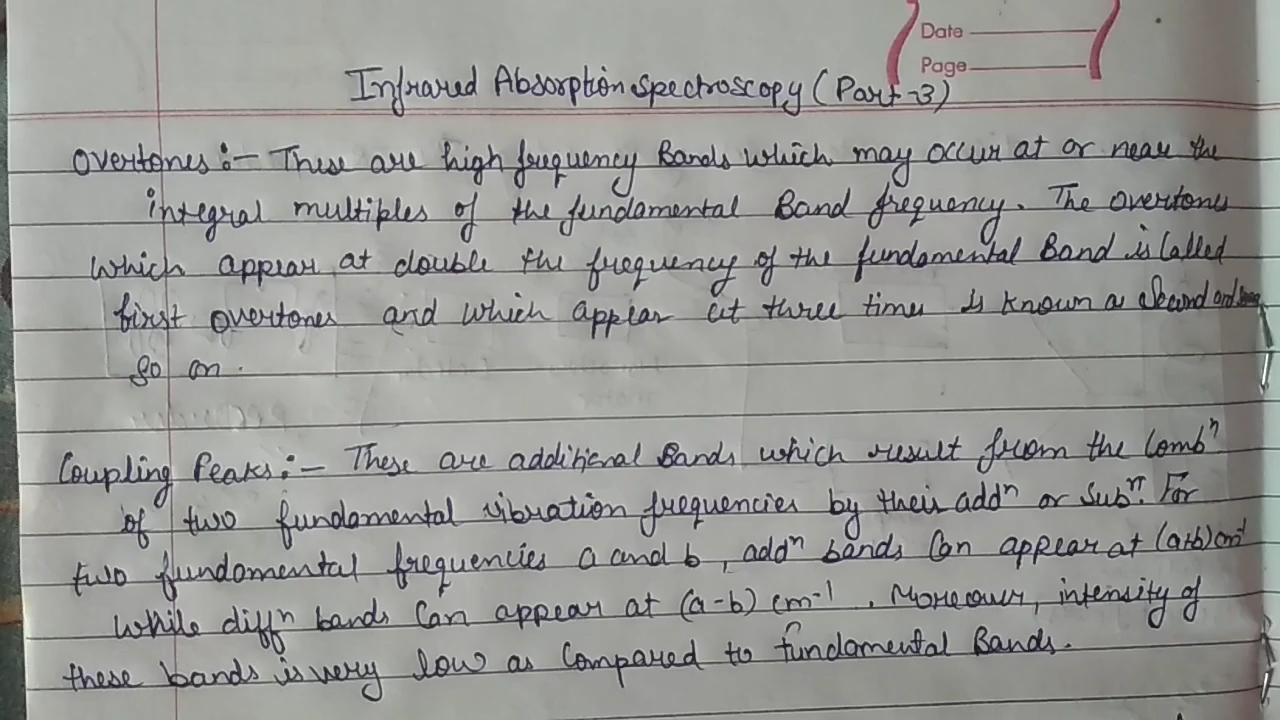 Date
Page
Infrared Absorption spectroscopy (Part-3)
Overtones :- These are high frequency Bands which may occur at or near the
integral multiples of the fundamental Band frequency. The overtones
which appear at double the frequency of the fundamental Band is Called
first overtones and which appear at three times is known a second and
so on.
Coupling Peaks :- These are additional Bands which result from the Combⁿ
of two fundamental vibration frequencies by their addⁿ or Subⁿ. For
two fundamental frequencies a and b, addⁿ bands Can appear at (a+b) cm⁻¹
while diffⁿ bands Can appear at (a-b) cm⁻¹. Moreover, intensity of
these bands is very low as Compared to fundamental Bands.